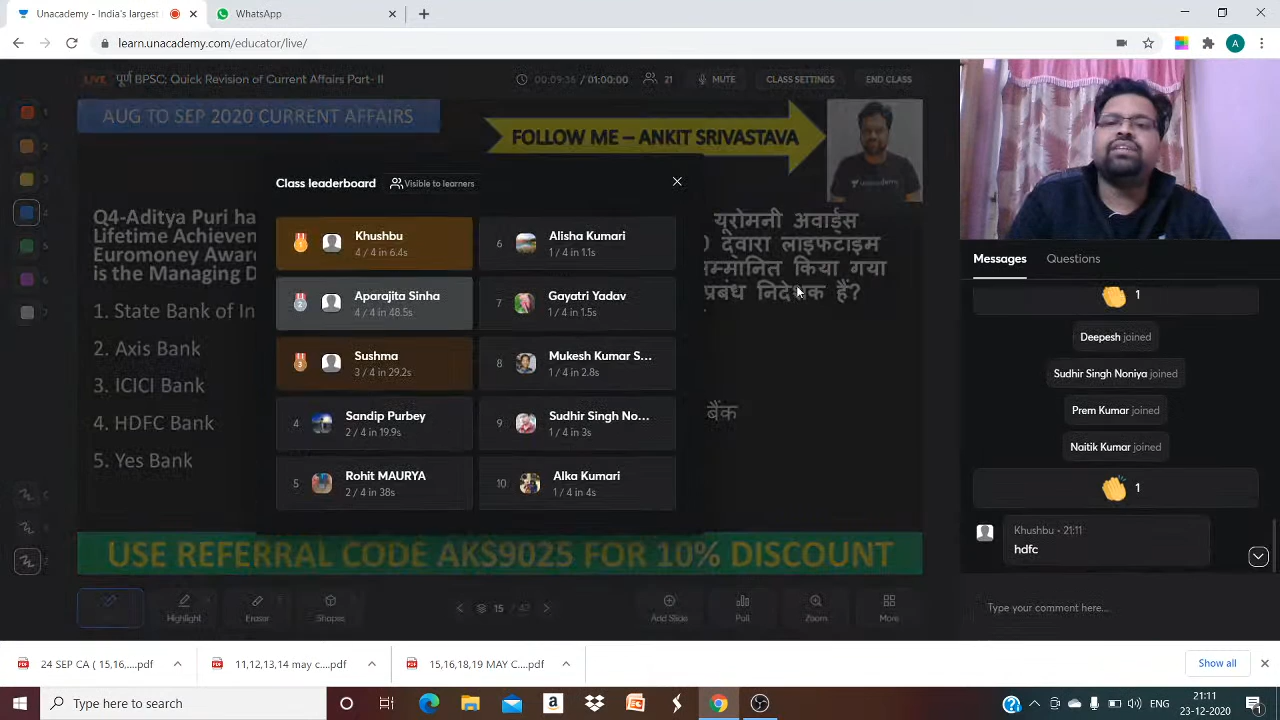 Unacademy - India's largest
WhatsApp
learn.unacademy.com/educator/live/
A
LIVE
पूर्ण BPSC: Quick Revision of Current Affairs Part- II
00:09:36 / 01:00:00
21
MUTE
CLASS SETTINGS
END CLASS
AUG TO SEP 2020 CURRENT AFFAIRS
FOLLOW ME – ANKIT SRIVASTAVA
unacademy
Q4-Aditya Puri ha
Lifetime Achieven
Euromoney Awar
is the Managing D
1. State Bank of In
2. Axis Bank
3. ICICI Bank
4. HDFC Bank
5. Yes Bank
यूरोमनी अवार्ड्स
0 द्वारा लाइफटाइम
म्मानित किया गया
प्रबंध निदेशक हैं?
बैंक
Class leaderboard
Visible to learners
Khushbu
4 / 4 in 6.4s
2
Aparajita Sinha
4 / 4 in 48.5s
3
Sushma
3 / 4 in 29.2s
4
Sandip Purbey
2 / 4 in 19.9s
5
Rohit MAURYA
2 / 4 in 38s
6
Alisha Kumari
1 / 4 in 1.1s
7
Gayatri Yadav
1 / 4 in 1.5s
8
Mukesh Kumar S...
1 / 4 in 2.8s
9
Sudhir Singh No...
1 / 4 in 3s
10
Alka Kumari
1 / 4 in 4s
USE REFERRAL CODE AKS9025 FOR 10% DISCOUNT
Highlight
Eraser
Shapes
15 / 42
Add Slide
Poll
Zoom
More
Messages
Questions
1
Deepesh joined
Sudhir Singh Noniya joined
Prem Kumar joined
Naitik Kumar joined
1
Khushbu • 21:11
hdfc
Type your comment here...
24 SEP CA ( 15,16,....pdf
11,12,13,14 may c....pdf
15,16,18,19 MAY C....pdf
Show all
Type here to search
ENG
21:11
23-12-2020